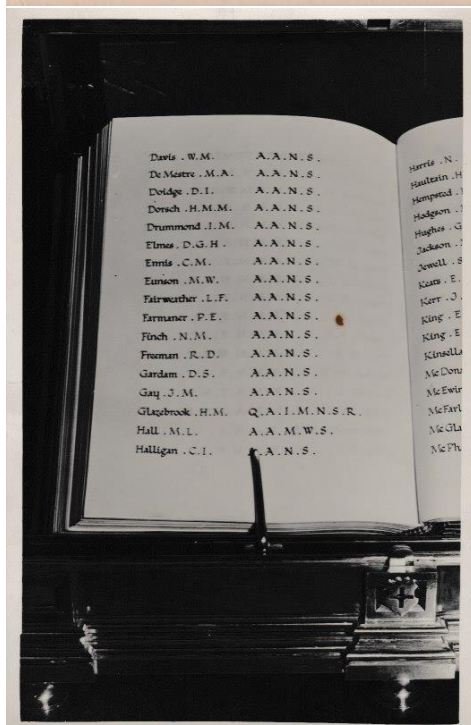 Davis . W.M. A.A.N.S.
De Mestre . M.A. A.A.N.S.
Doidge . D.I. A.A.N.S.
Dorsch . H.M.M. A.A.N.S.
Drummond . I.M. A.A.N.S.
Elmes . D.G.H. A.A.N.S.
Ennis . C.M. A.A.N.S.
Eunson . M.W. A.A.N.S.
Fairweather . L.F. A.A.N.S.
Farmaner . P.E. A.A.N.S.
Finch . N.M. A.A.N.S.
Freeman . R.D. A.A.N.S.
Gardam . D.S. A.A.N.S.
Gay . J.M. A.A.N.S.
Glazebrook . H.M. Q.A.I.M.N.S.R.
Hall . M.L. A.A.M.W.S.
Halligan . C.I. A.A.N.S.
Harris . N.
Haultain . H
Hempsted .
Hodgson .
Hughes . G
Jackson .
Jewell . S
Keats . E.
Kerr . J.
King . E
King . E
Kinsella
McDona
McEwin
McFarl
McGla
McPh